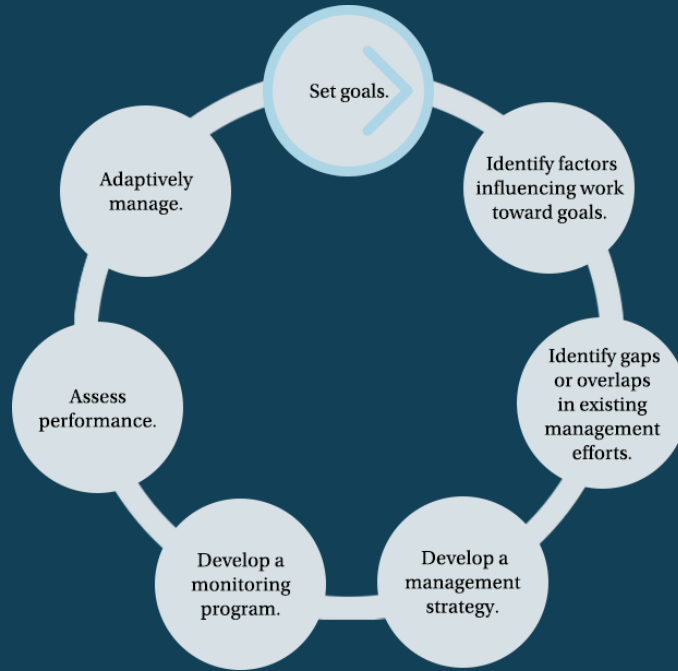 Set goals.
Identify factors
influencing work
toward goals.
Identify gaps
or overlaps
in existing
management
efforts.
Develop a
management
strategy.
Develop a
monitoring
program.
Assess
performance.
Adaptively
manage.